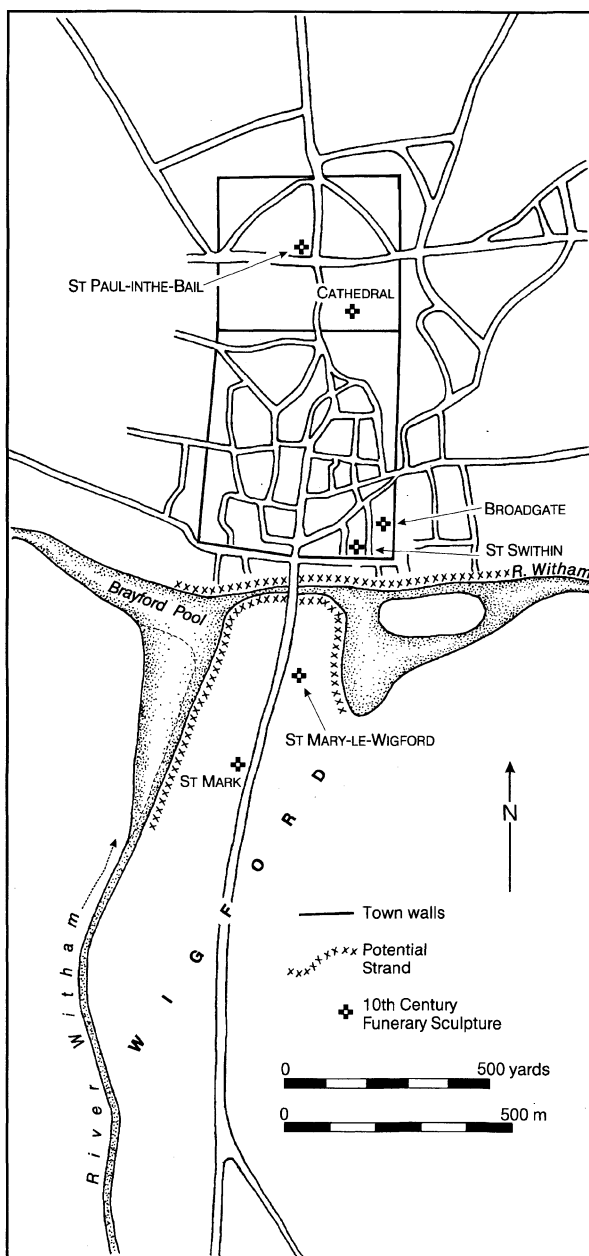 ST PAUL-INTHE-BAIL
CATHEDRAL
BROADGATE
ST SWITHIN
R. Witham
Brayford Pool
ST MARY-LE-WIGFORD
ST MARK
WIGFORD
N
River Witham
Town walls
Potential
Strand
10th Century
Funerary Sculpture
0 500 yards
0 500 m